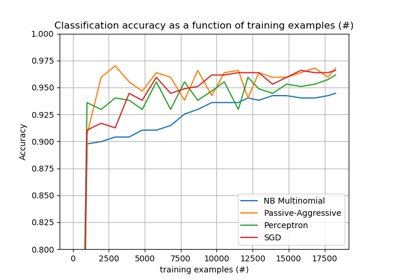 Classification accuracy as a function of training examples (#)
1.000
0.975
0.950
0.925
0.900
0.875
0.850
0.825
0.800
Accuracy
NB Multinomial
Passive-Aggressive
Perceptron
SGD
0 2500 5000 7500 10000 12500 15000 17500
training examples (#)